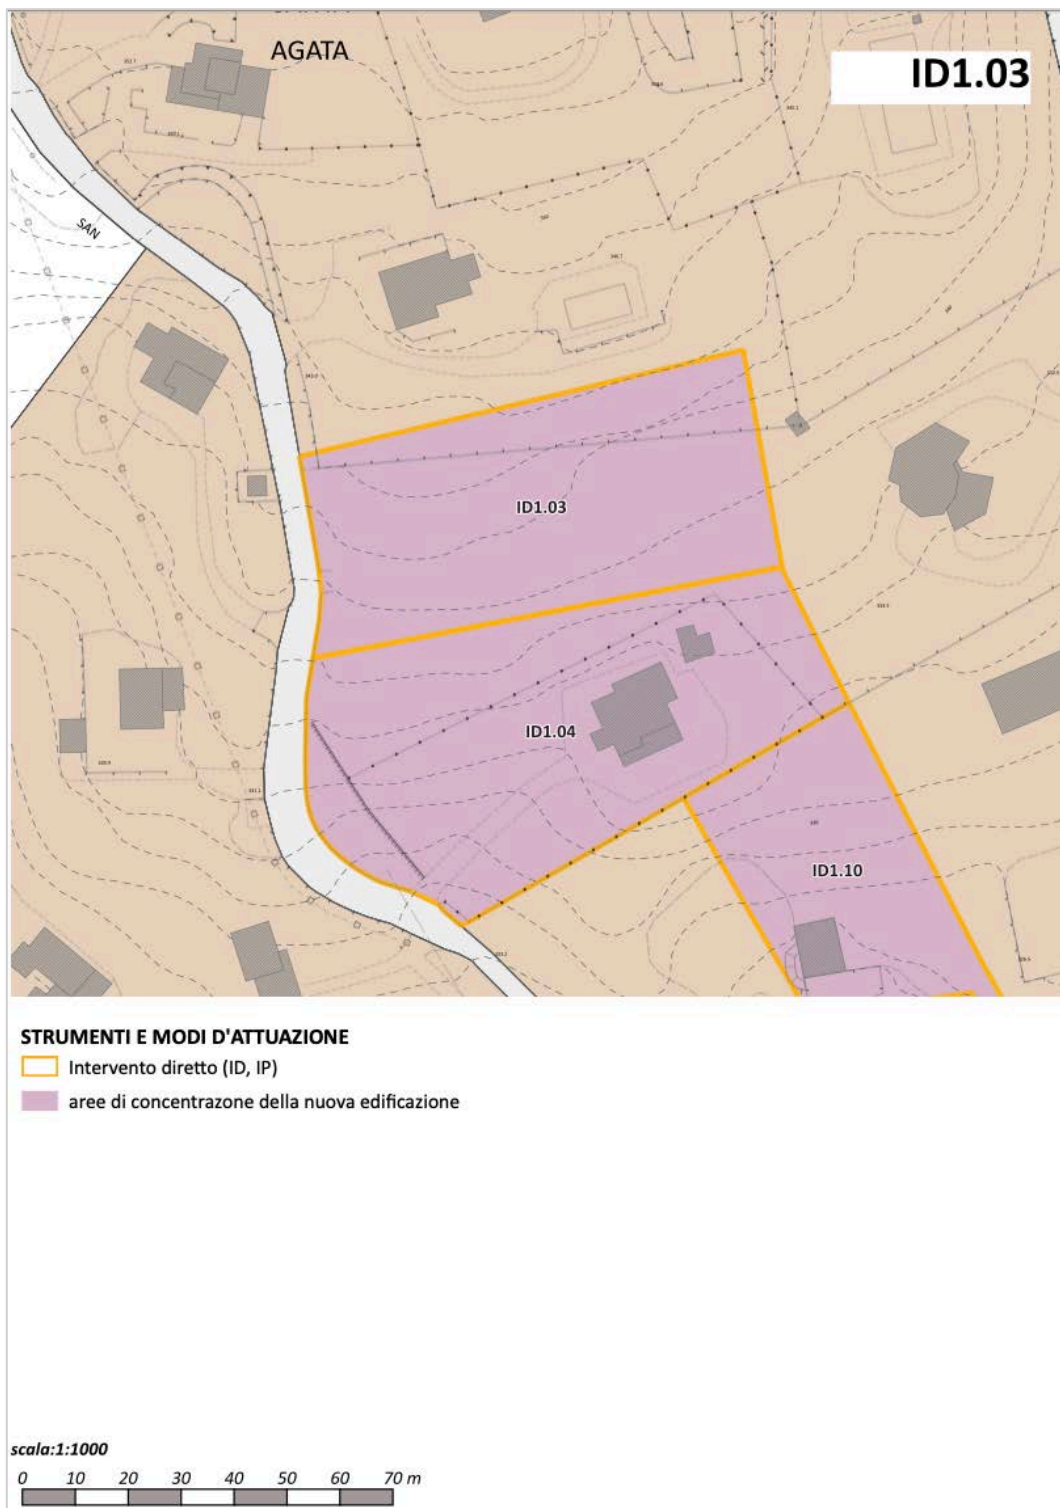 AGATA
ID1.03
SAN
ID1.03
ID1.04
ID1.10
STRUMENTI E MODI D'ATTUAZIONE
Intervento diretto (ID, IP)
aree di concentrazone della nuova edificazione
scala:1:1000
0 10 20 30 40 50 60 70 m